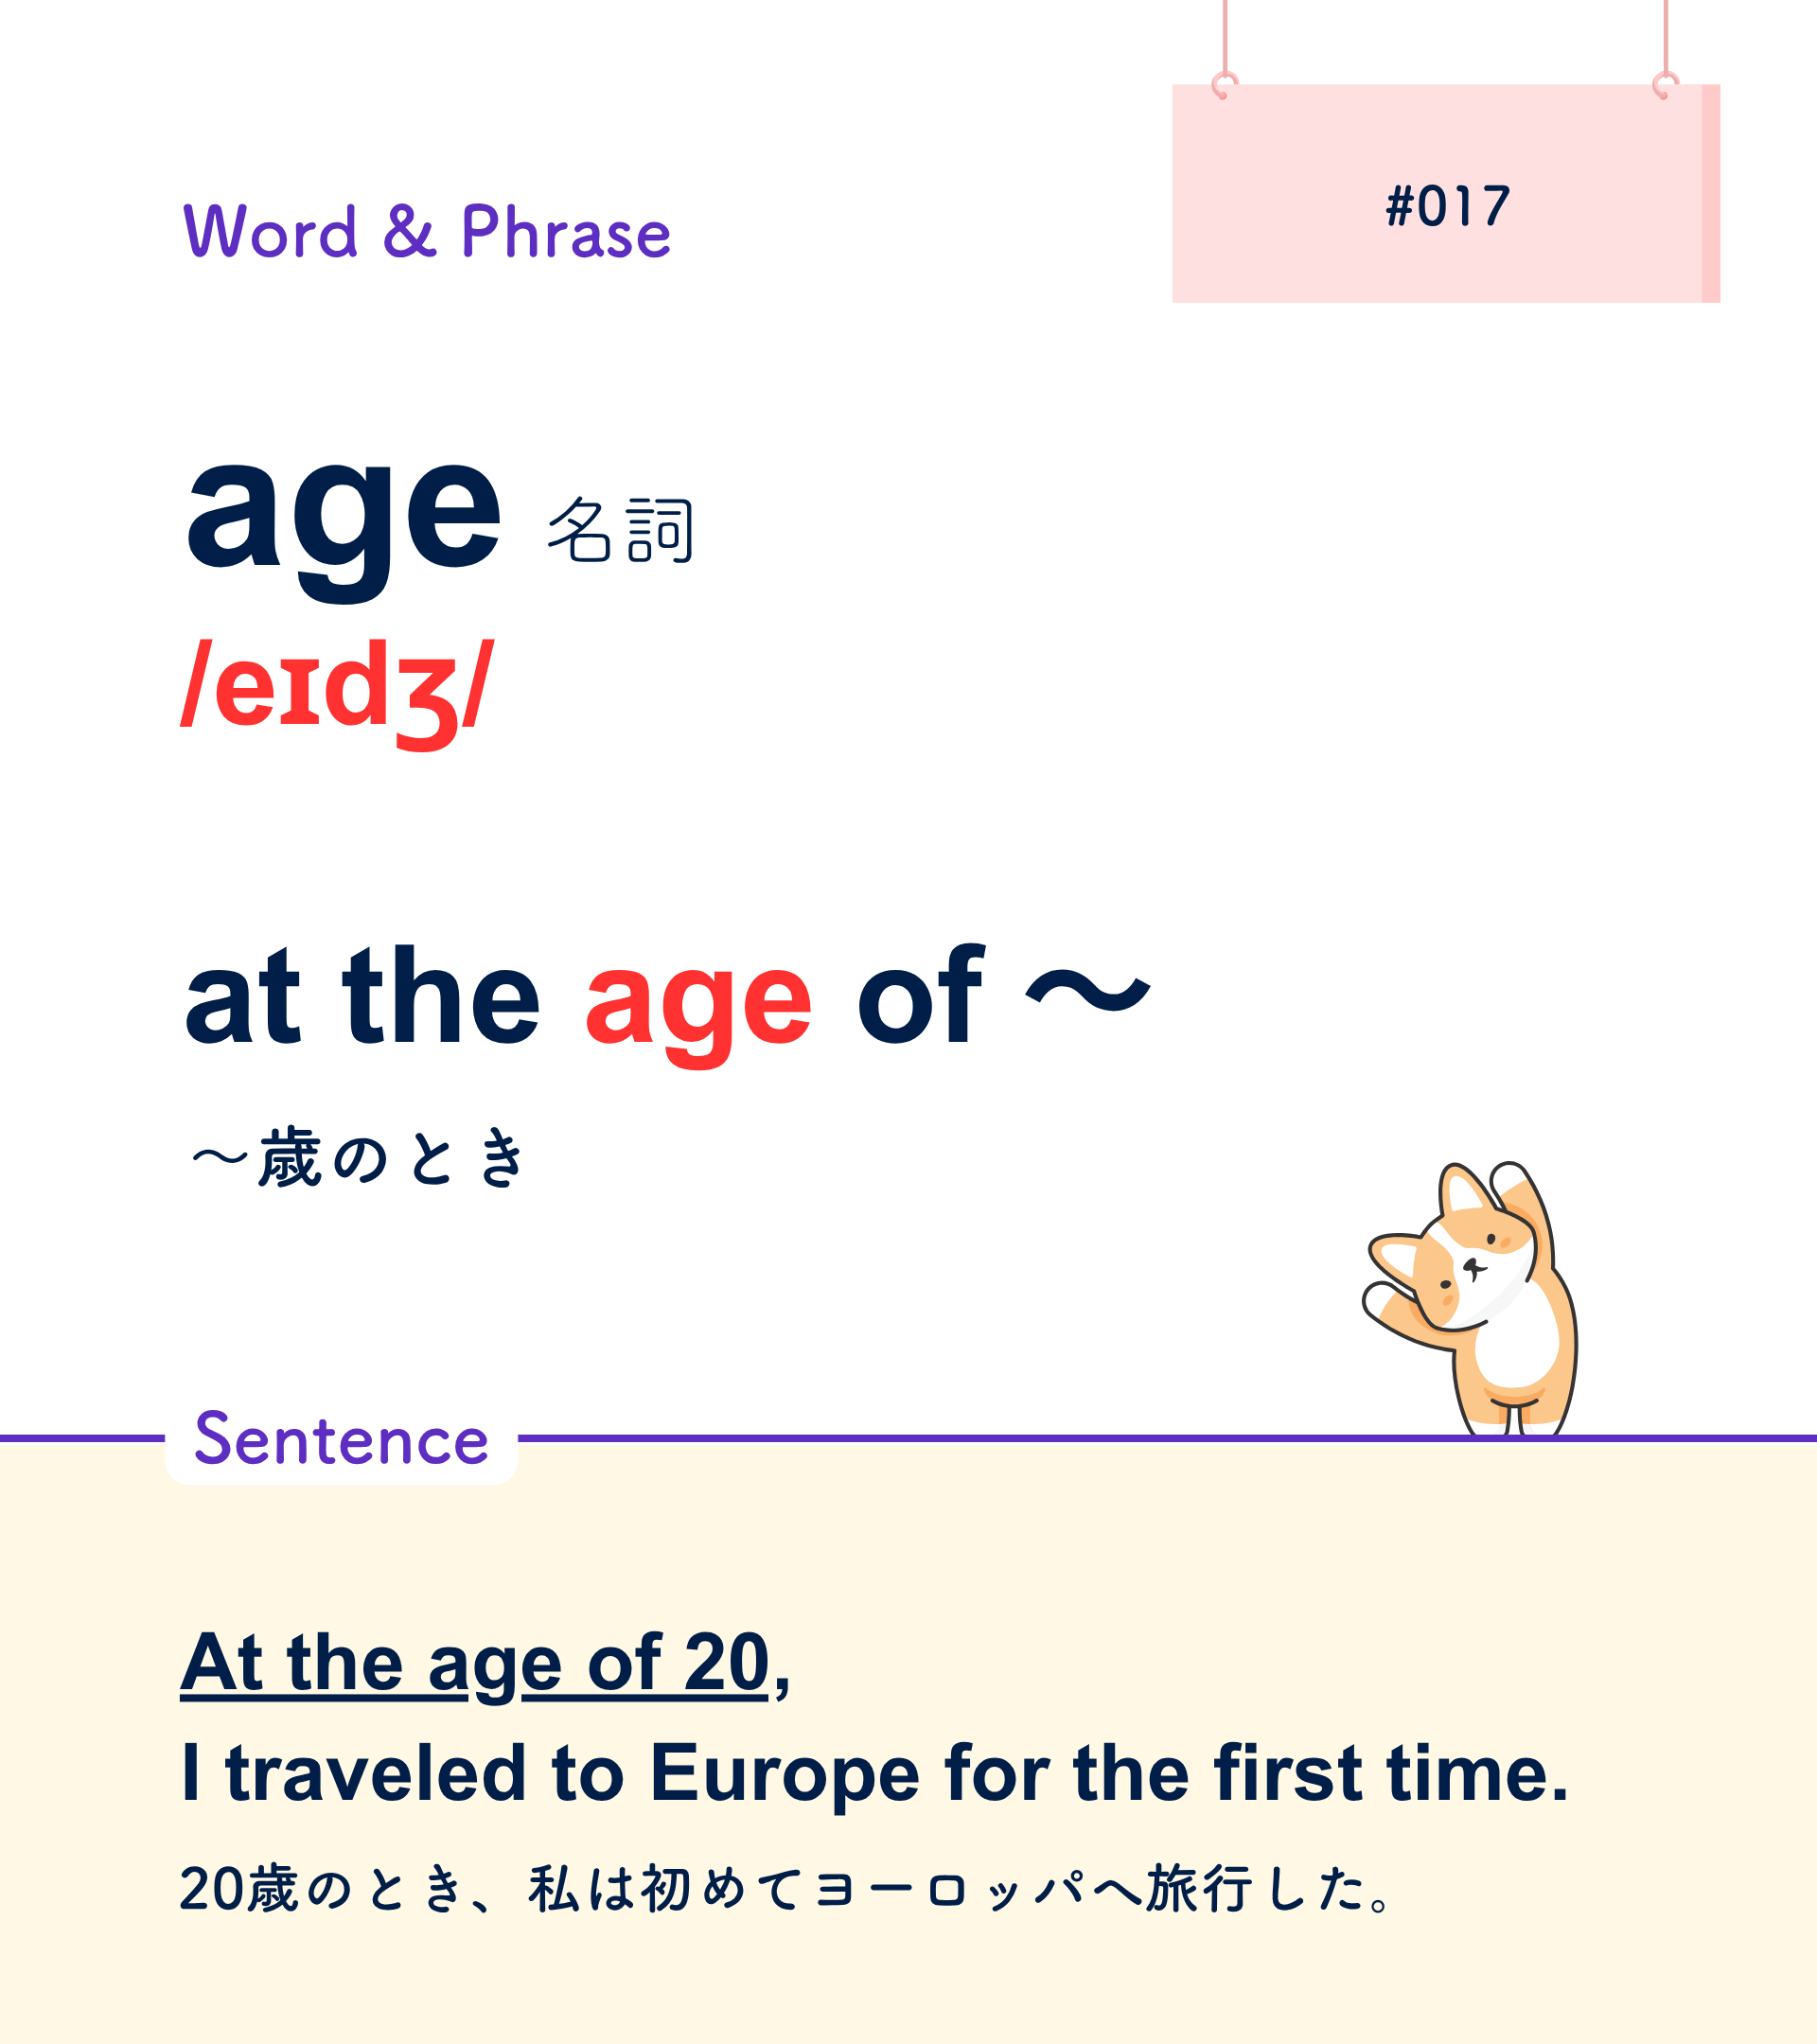 #017
Word & Phrase
age 名詞
/eɪdʒ/
at the age of ～
～歳のとき
Sentence
At the age of 20,
I traveled to Europe for the first time.
20歳のとき、私は初めてヨーロッパへ旅行した。